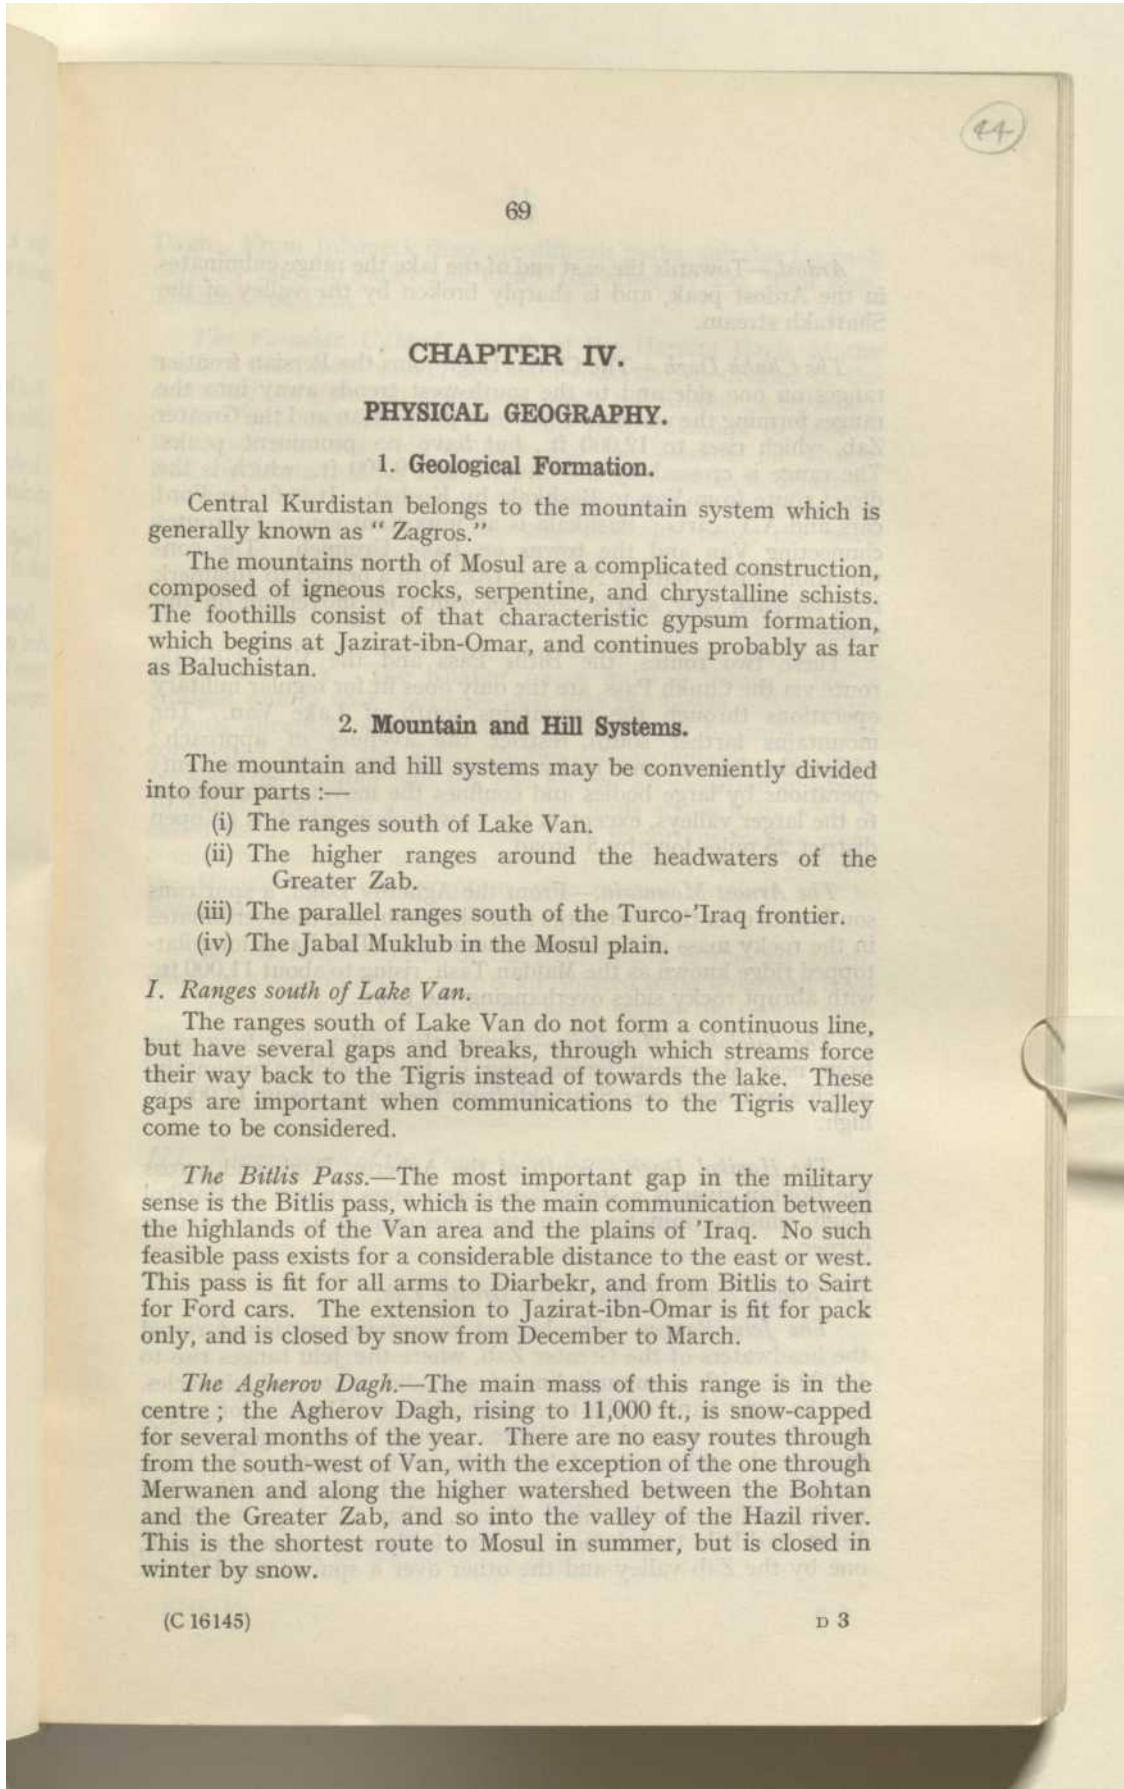 44
69
CHAPTER IV.
PHYSICAL GEOGRAPHY.
1. Geological Formation.
Central Kurdistan belongs to the mountain system which is
generally known as “ Zagros.”
The mountains north of Mosul are a complicated construction,
composed of igneous rocks, serpentine, and chrystalline schists.
The foothills consist of that characteristic gypsum formation,
which begins at Jazirat-ibn-Omar, and continues probably as far
as Baluchistan.
2. Mountain and Hill Systems.
The mountain and hill systems may be conveniently divided
into four parts :—
(i) The ranges south of Lake Van.
(ii) The higher ranges around the headwaters of the
Greater Zab.
(iii) The parallel ranges south of the Turco-'Iraq frontier.
(iv) The Jabal Muklub in the Mosul plain.
I. Ranges south of Lake Van.
The ranges south of Lake Van do not form a continuous line,
but have several gaps and breaks, through which streams force
their way back to the Tigris instead of towards the lake. These
gaps are important when communications to the Tigris valley
come to be considered.
The Bitlis Pass.—The most important gap in the military
sense is the Bitlis pass, which is the main communication between
the highlands of the Van area and the plains of 'Iraq. No such
feasible pass exists for a considerable distance to the east or west.
This pass is fit for all arms to Diarbekr, and from Bitlis to Sairt
for Ford cars. The extension to Jazirat-ibn-Omar is fit for pack
only, and is closed by snow from December to March.
The Agherov Dagh.—The main mass of this range is in the
centre ; the Agherov Dagh, rising to 11,000 ft., is snow-capped
for several months of the year. There are no easy routes through
from the south-west of Van, with the exception of the one through
Merwanen and along the higher watershed between the Bohtan
and the Greater Zab, and so into the valley of the Hazil river.
This is the shortest route to Mosul in summer, but is closed in
winter by snow.
(C 16145)
D 3